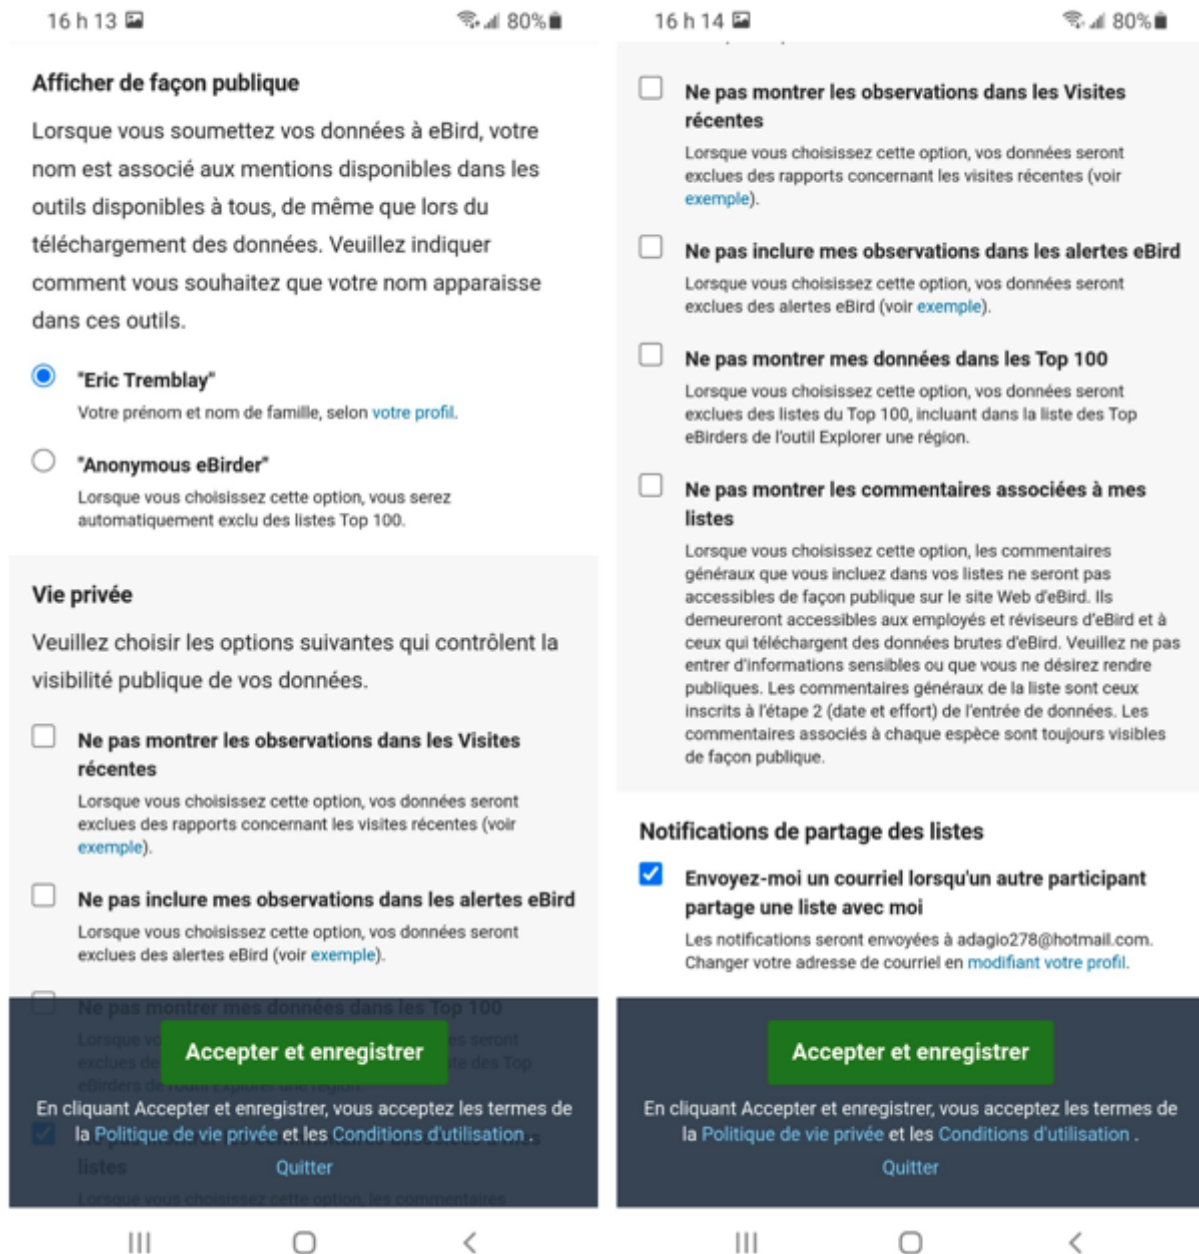 16 h 13
80%
Afficher de façon publique
Lorsque vous soumettez vos données à eBird, votre
nom est associé aux mentions disponibles dans les
outils disponibles à tous, de même que lors du
téléchargement des données. Veuillez indiquer
comment vous souhaitez que votre nom apparaisse
dans ces outils.
"Eric Tremblay"
Votre prénom et nom de famille, selon votre profil.
"Anonymous eBirder"
Lorsque vous choisissez cette option, vous serez
automatiquement exclu des listes Top 100.
Vie privée
Veuillez choisir les options suivantes qui contrôlent la
visibilité publique de vos données.
Ne pas montrer les observations dans les Visites
récentes
Lorsque vous choisissez cette option, vos données seront
exclues des rapports concernant les visites récentes (voir
exemple).
Ne pas inclure mes observations dans les alertes eBird
Lorsque vous choisissez cette option, vos données seront
exclues des alertes eBird (voir exemple).
Ne pas montrer mes données dans les Top 100
Accepter et enregistrer
En cliquant Accepter et enregistrer, vous acceptez les termes de
la Politique de vie privée et les Conditions d'utilisation .
listes
Quitter
Lorsque vous choisissez cette option, les commentaires
16 h 14
80%
Ne pas montrer les observations dans les Visites
récentes
Lorsque vous choisissez cette option, vos données seront
exclues des rapports concernant les visites récentes (voir
exemple).
Ne pas inclure mes observations dans les alertes eBird
Lorsque vous choisissez cette option, vos données seront
exclues des alertes eBird (voir exemple).
Ne pas montrer mes données dans les Top 100
Lorsque vous choisissez cette option, vos données seront
exclues des listes du Top 100, incluant dans la liste des Top
eBirders de l'outil Explorer une région.
Ne pas montrer les commentaires associées à mes
listes
Lorsque vous choisissez cette option, les commentaires
généraux que vous incluez dans vos listes ne seront pas
accessibles de façon publique sur le site Web d'eBird. Ils
demeureront accessibles aux employés et réviseurs d'eBird et à
ceux qui téléchargent des données brutes d'eBird. Veuillez ne pas
entrer d'informations sensibles ou que vous ne désirez rendre
publiques. Les commentaires généraux de la liste sont ceux
inscrits à l'étape 2 (date et effort) de l'entrée de données. Les
commentaires associés à chaque espèce sont toujours visibles
de façon publique.
Notifications de partage des listes
Envoyez-moi un courriel lorsqu'un autre participant
partage une liste avec moi
Les notifications seront envoyées à adagio278@hotmail.com.
Changer votre adresse de courriel en modifiant votre profil.
Accepter et enregistrer
En cliquant Accepter et enregistrer, vous acceptez les termes de
la Politique de vie privée et les Conditions d'utilisation .
Quitter